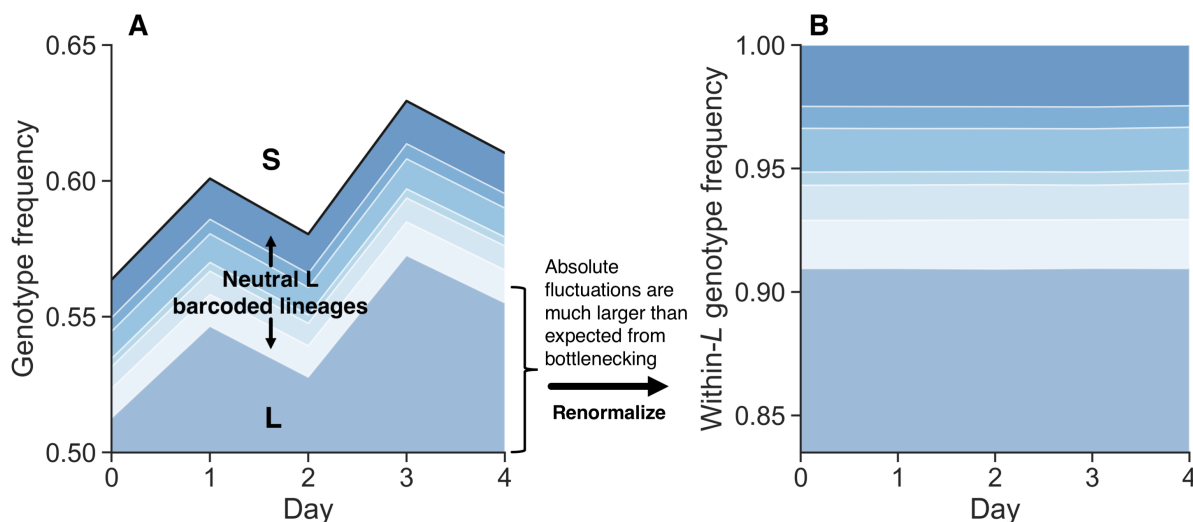 A
Genotype frequency
0.65
0.60
0.55
0.50
S
Neutral L
barcoded lineages
L
0
1
2
3
4
Day
Absolute
fluctuations are
much larger than
expected from
bottlenecking
Renormalize
B
Within-L genotype frequency
1.00
0.95
0.90
0.85
0
1
2
3
4
Day